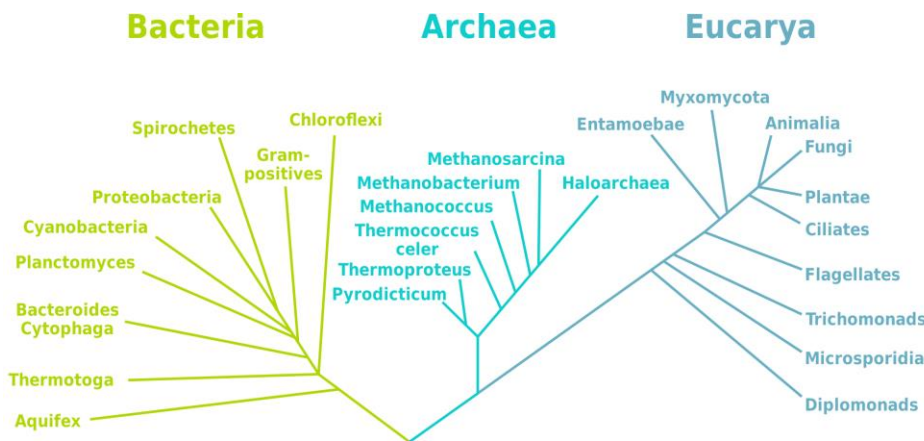 Bacteria
Archaea
Eucarya
Spirochetes
Chloroflexi
Gram-
positives
Proteobacteria
Cyanobacteria
Planctomyces
Bacteroides
Cytophaga
Thermotoga
Aquifex
Methanosarcina
Methanobacterium
Haloarchaea
Methanococcus
Thermococcus
celer
Thermoproteus
Pyrodicticum
Myxomycota
Entamoebae
Animalia
Fungi
Plantae
Ciliates
Flagellates
Trichomonads
Microsporidia
Diplomonads